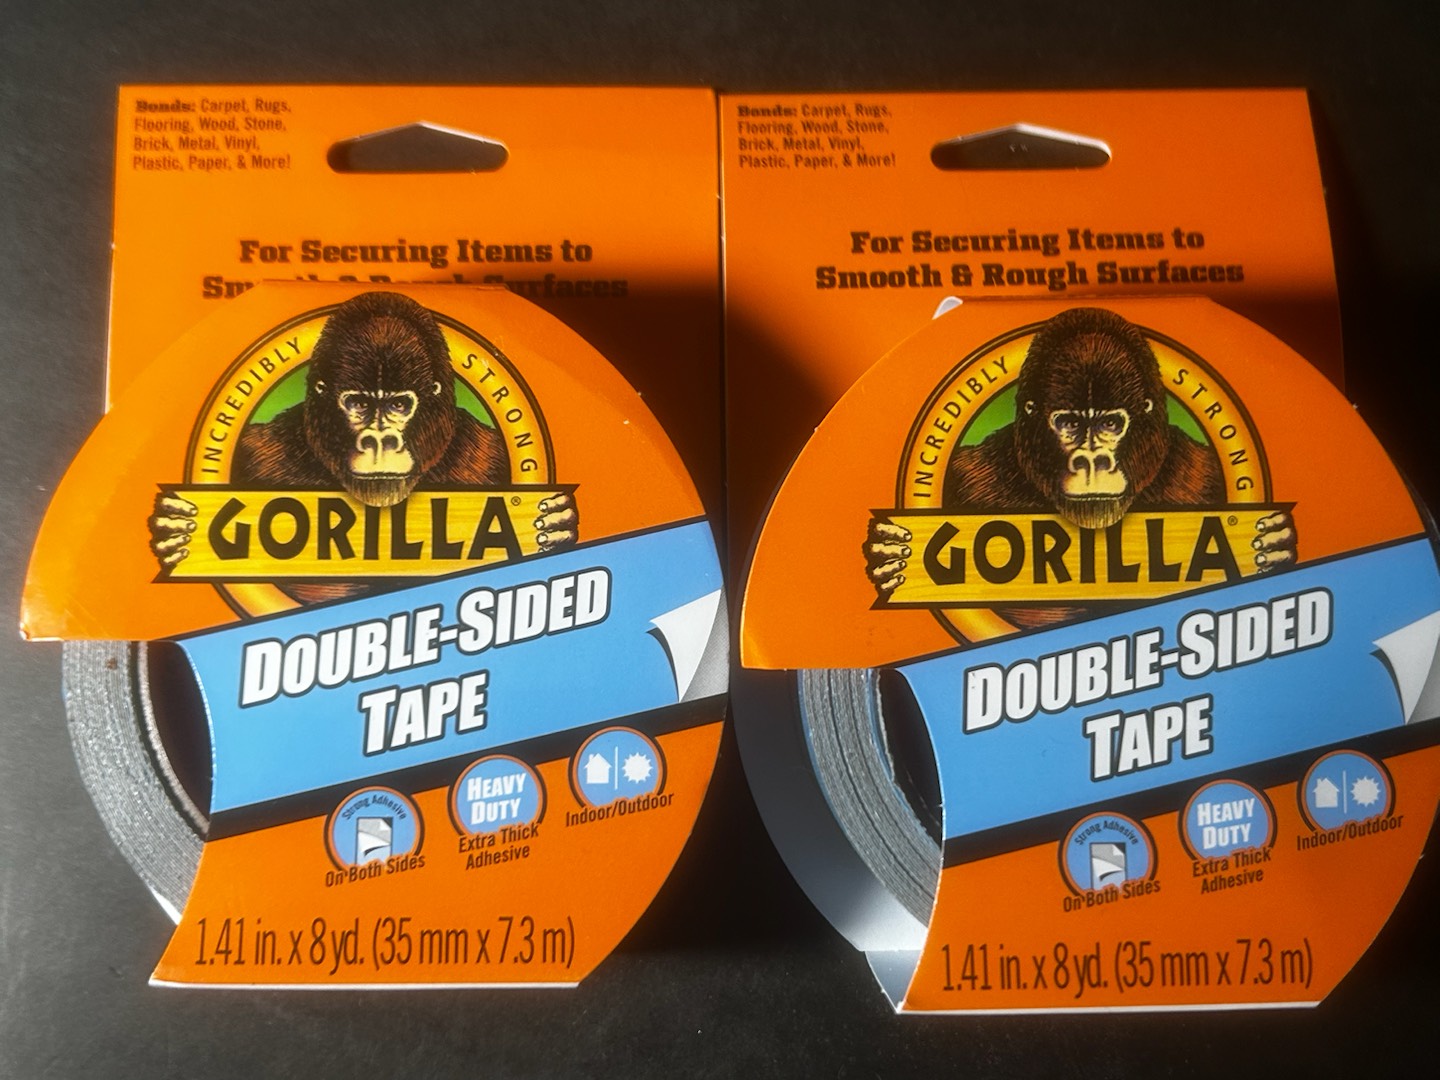 Bonds: Carpet, Rugs,
Flooring, Wood, Stone,
Brick, Metal, Vinyl,
Plastic, Paper, & More!
For Securing Items to
Smooth & Rough Surfaces
INCREDIBLY STRONG
GORILLA®
DOUBLE-SIDED
TAPE
Strong Adhesive
On Both Sides
HEAVY
DUTY
Extra Thick
Adhesive
Indoor/Outdoor
1.41 in. x 8 yd. (35 mm x 7.3 m)
Bonds: Carpet, Rugs,
Flooring, Wood, Stone,
Brick, Metal, Vinyl,
Plastic, Paper, & More!
For Securing Items to
Smooth & Rough Surfaces
INCREDIBLY STRONG
GORILLA®
DOUBLE-SIDED
TAPE
Strong Adhesive
On Both Sides
HEAVY
DUTY
Extra Thick
Adhesive
Indoor/Outdoor
1.41 in. x 8 yd. (35 mm x 7.3 m)